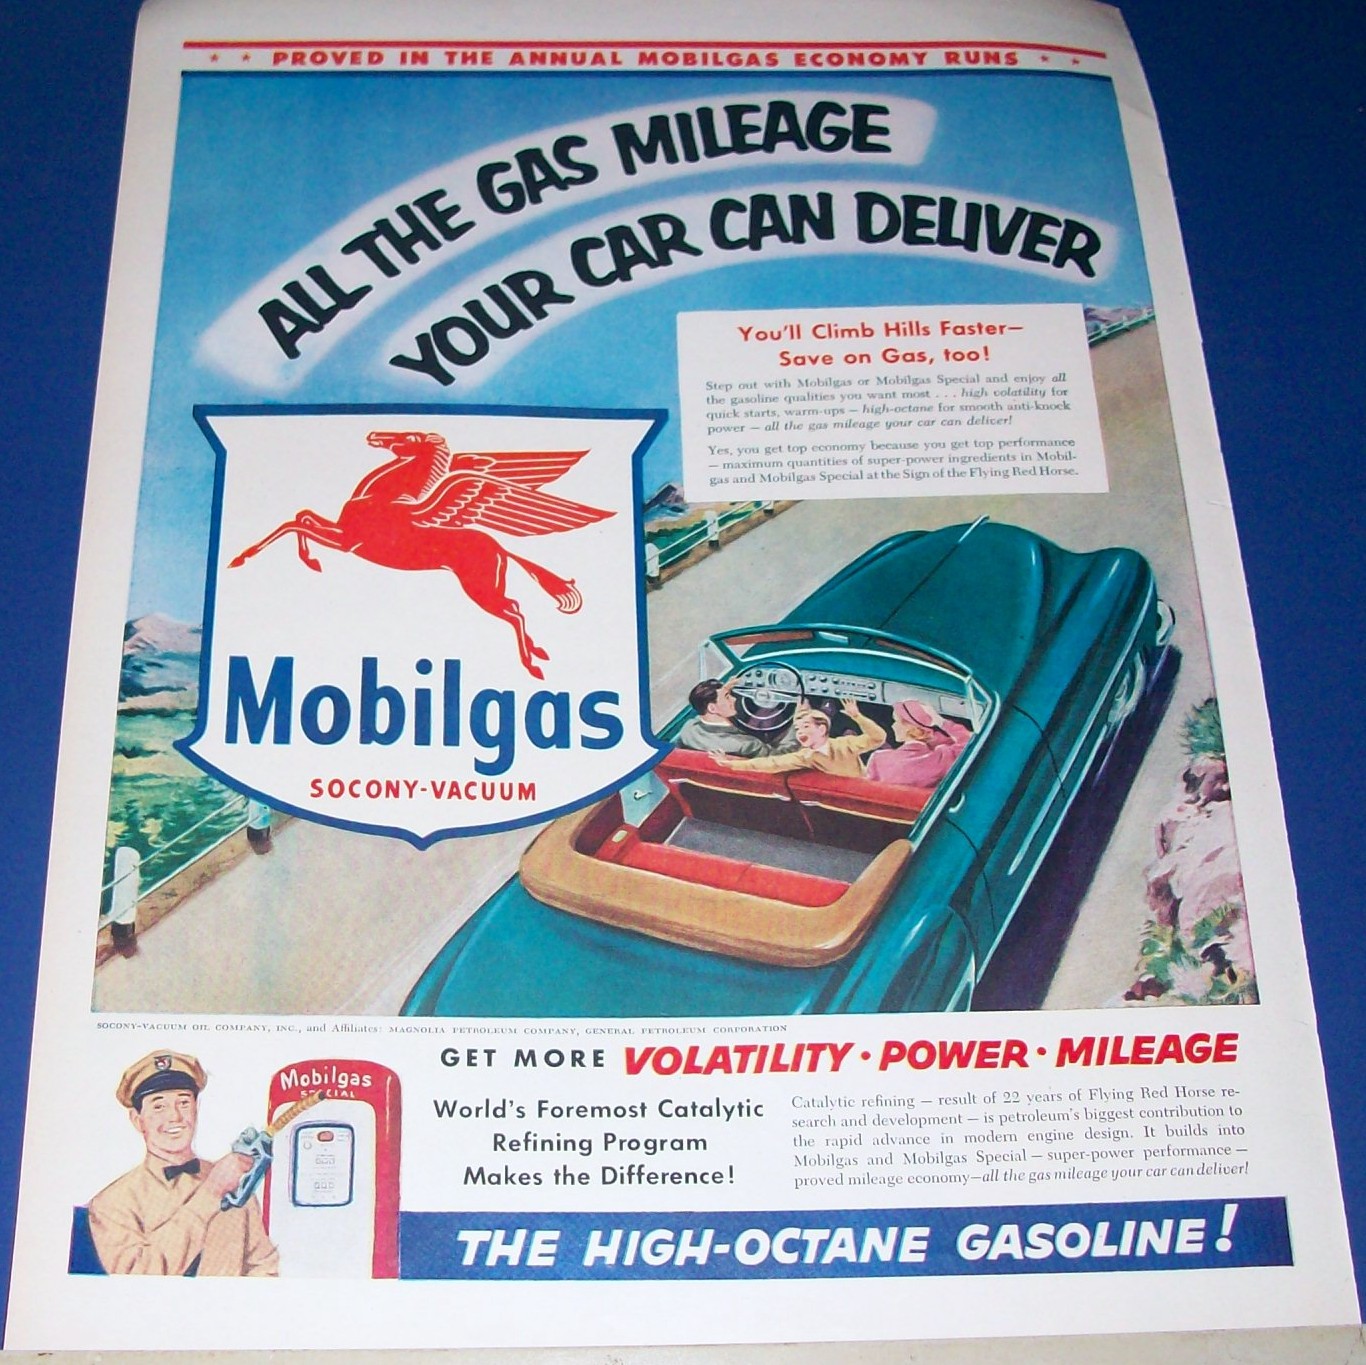 PROVED IN THE ANNUAL MOBILGAS ECONOMY RUNS
ALL THE GAS MILEAGE
YOUR CAR CAN DELIVER
You'll Climb Hills Faster—
Save on Gas, too!
Step out with Mobilgas or Mobilgas Special and enjoy all
the gasoline qualities you want most . . . high volatility for
quick starts, warm-ups — high-octane for smooth anti-knock
power — all the gas mileage your car can deliver!
Yes, you get top economy because you get top performance
— maximum quantities of super-power ingredients in Mobil-
gas and Mobilgas Special at the Sign of the Flying Red Horse.
Mobilgas
SOCONY-VACUUM
SOCONY-VACUUM OIL COMPANY, INC., and Affiliates: MAGNOLIA PETROLEUM COMPANY, GENERAL PETROLEUM CORPORATION
Mobilgas
SPECIAL
GET MORE VOLATILITY · POWER · MILEAGE
World's Foremost Catalytic
Refining Program
Makes the Difference!
Catalytic refining — result of 22 years of Flying Red Horse re-
search and development — is petroleum's biggest contribution to
the rapid advance in modern engine design. It builds into
Mobilgas and Mobilgas Special — super-power performance —
proved mileage economy—all the gas mileage your car can deliver!
THE HIGH-OCTANE GASOLINE!